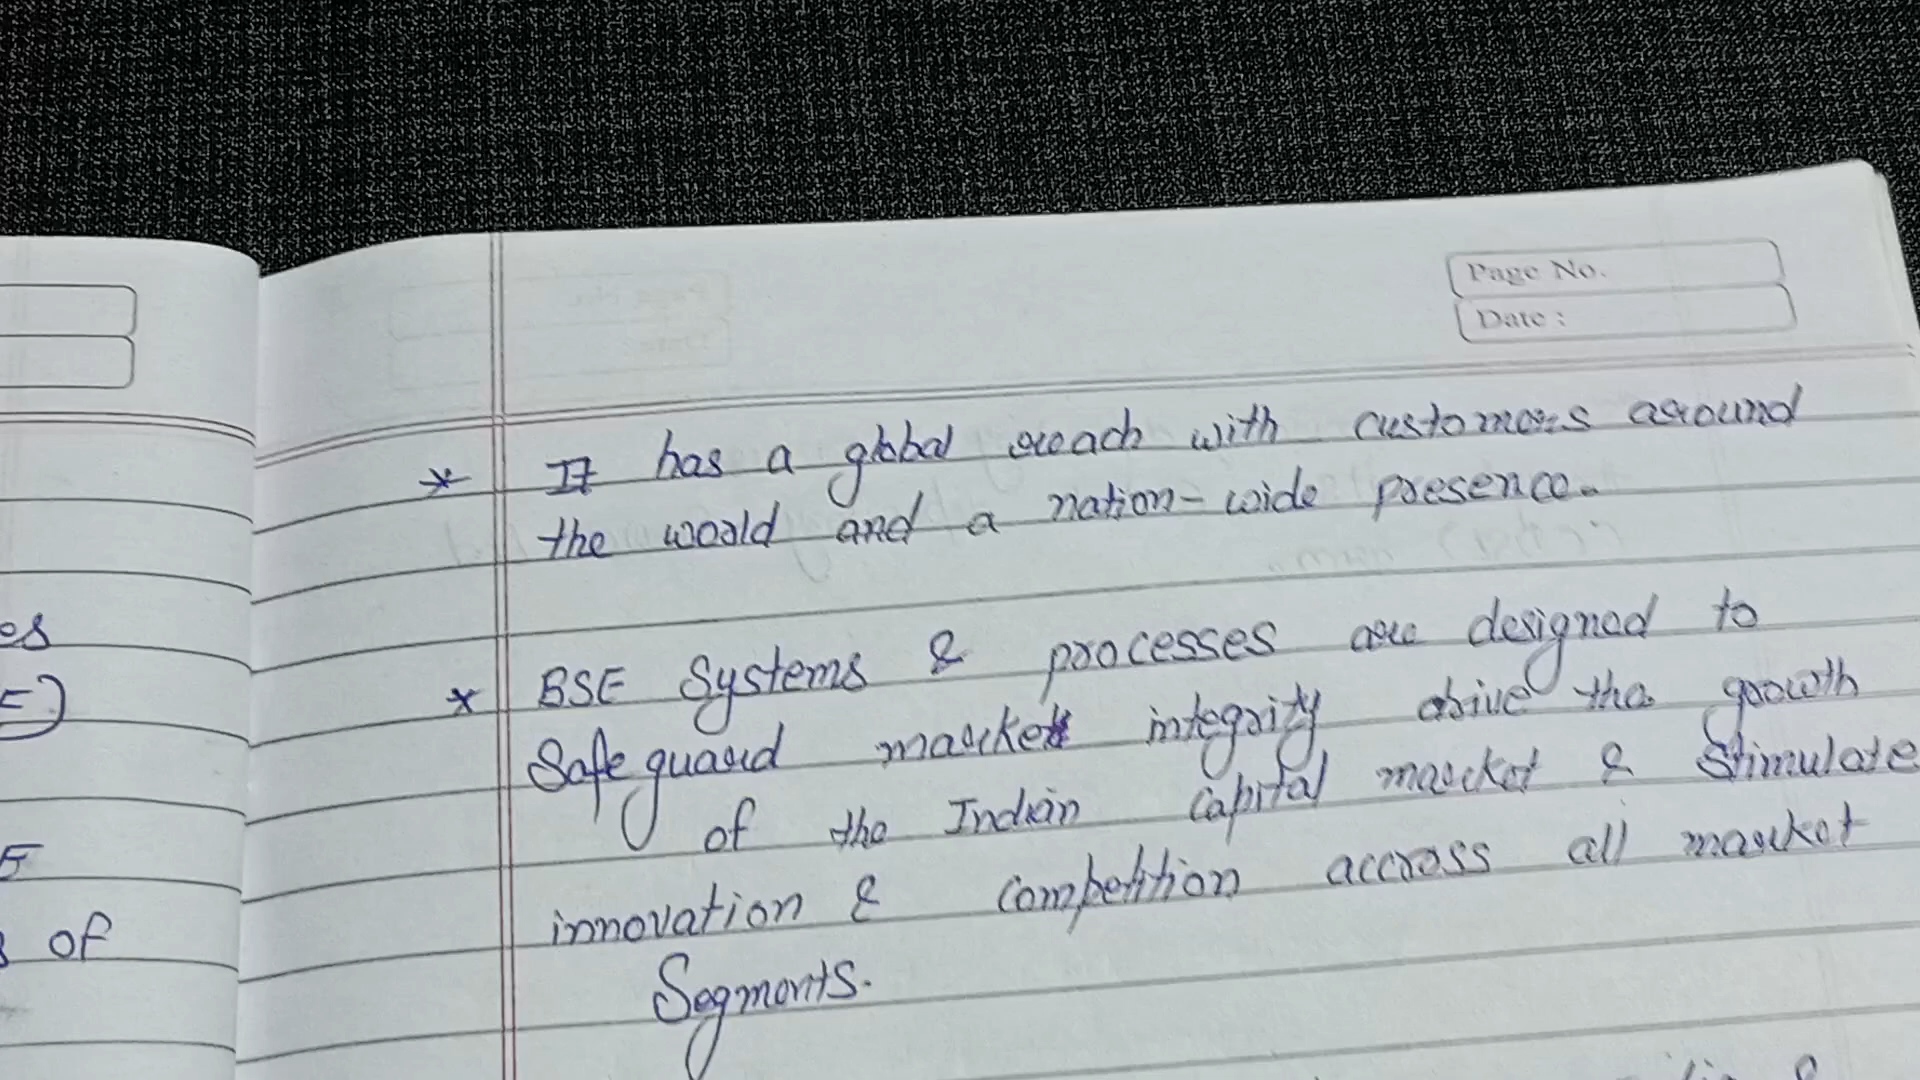 Page No.
Date :
* It has a global reach with customers around
the world and a nation-wide presence.
* BSE Systems & processes are designed to
Safeguard market integrity drive the growth
of the Indian Capital market & Stimulate
innovation & Competition accross all market
Segments.
es
E)
of